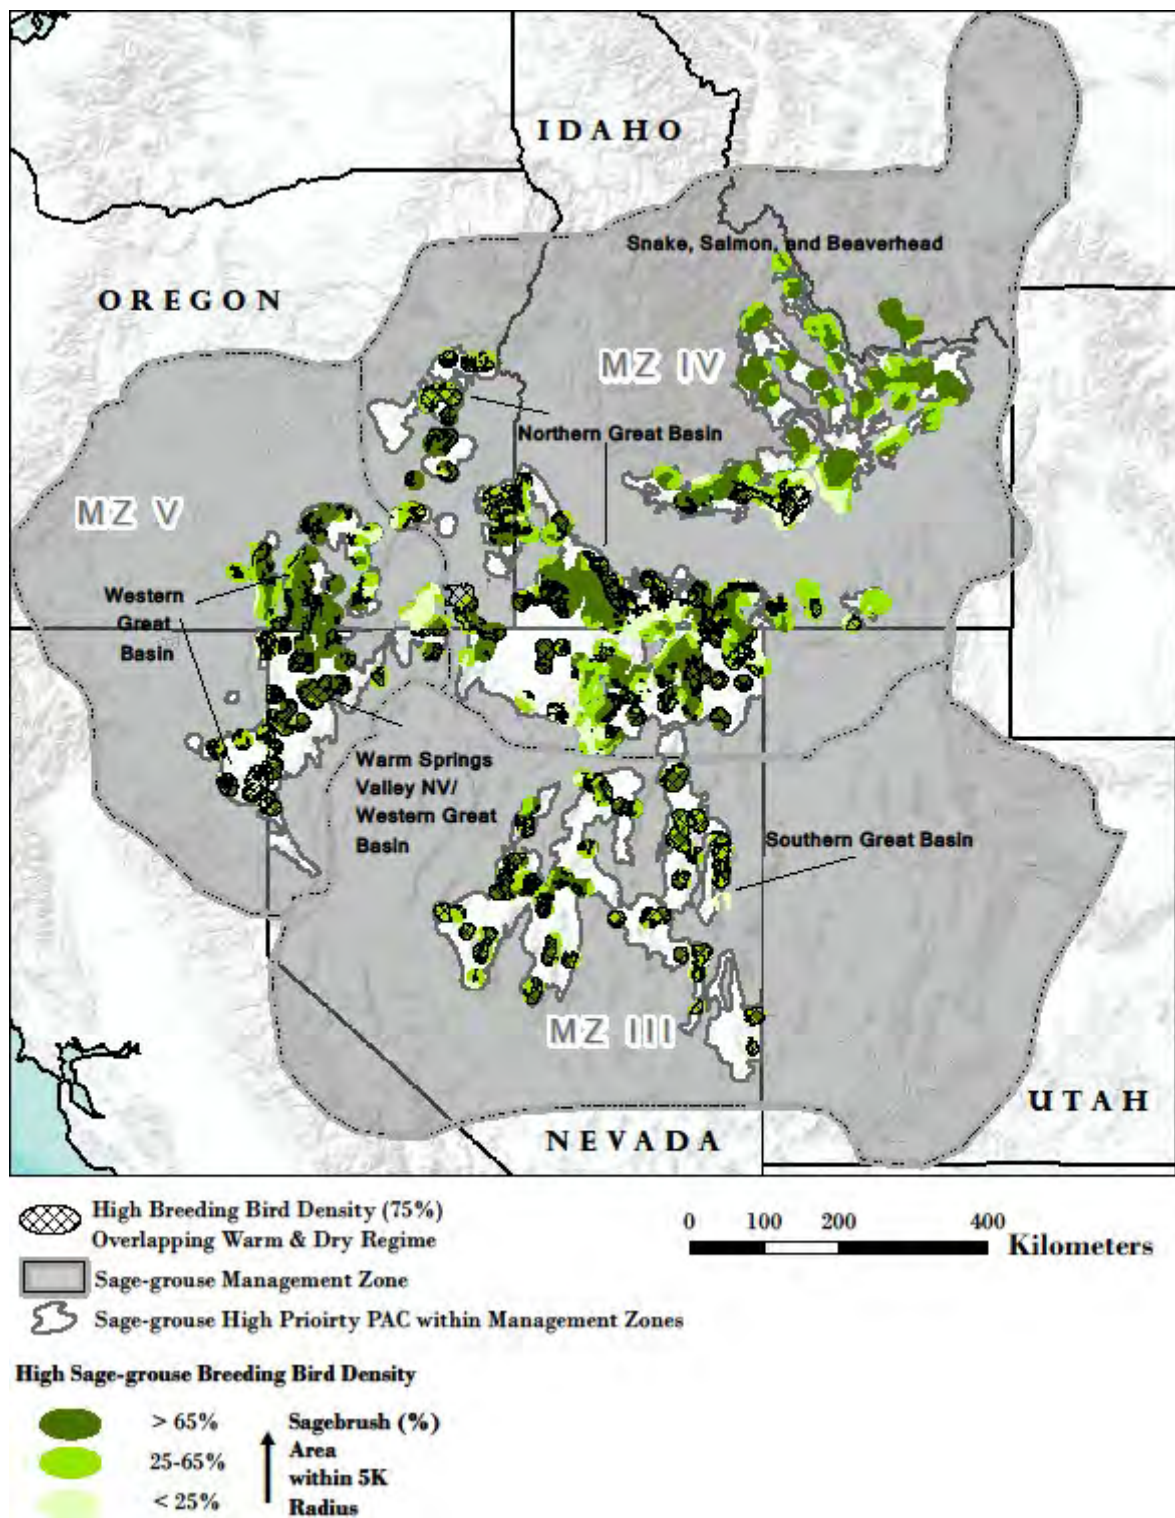 IDAHO
Snake, Salmon, and Beaverhead
OREGON
MZ IV
Northern Great Basin
MZ V
Western
Great
Basin
Warm Springs
Valley NV/
Western Great
Basin
Southern Great Basin
MZ III
UTAH
NEVADA
High Breeding Bird Density (75%)
Overlapping Warm & Dry Regime
0 100 200 400
Kilometers
Sage-grouse Management Zone
Sage-grouse High Prioirty PAC within Management Zones
High Sage-grouse Breeding Bird Density
> 65%
25-65%
< 25%
Sagebrush (%)
Area
within 5K
Radius